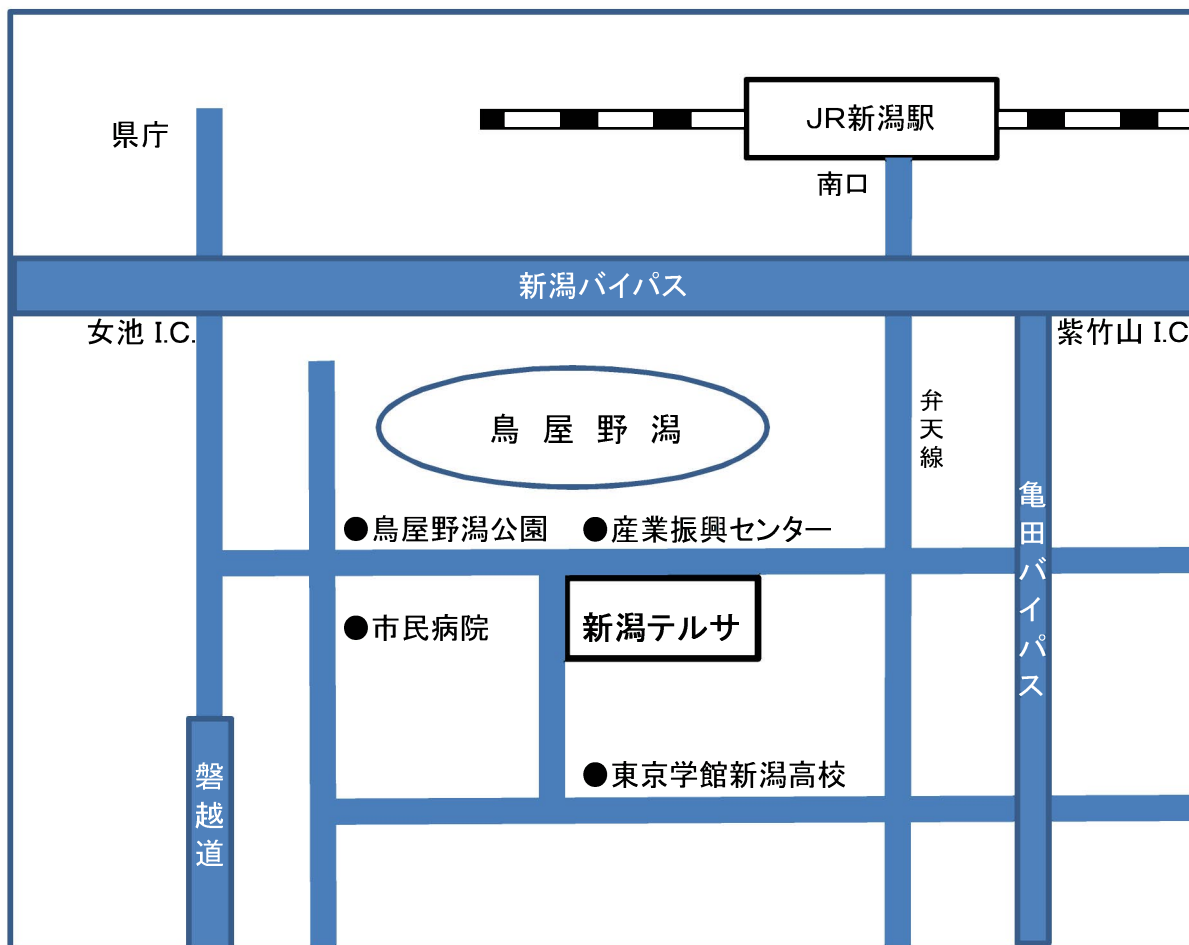 JR新潟駅
県庁
南口
新潟バイパス
女池 I.C.
紫竹山 I.C
弁天線
鳥 屋 野 潟
亀田バイパス
●鳥屋野潟公園
●産業振興センター
●市民病院
新潟テルサ
●東京学館新潟高校
磐越道